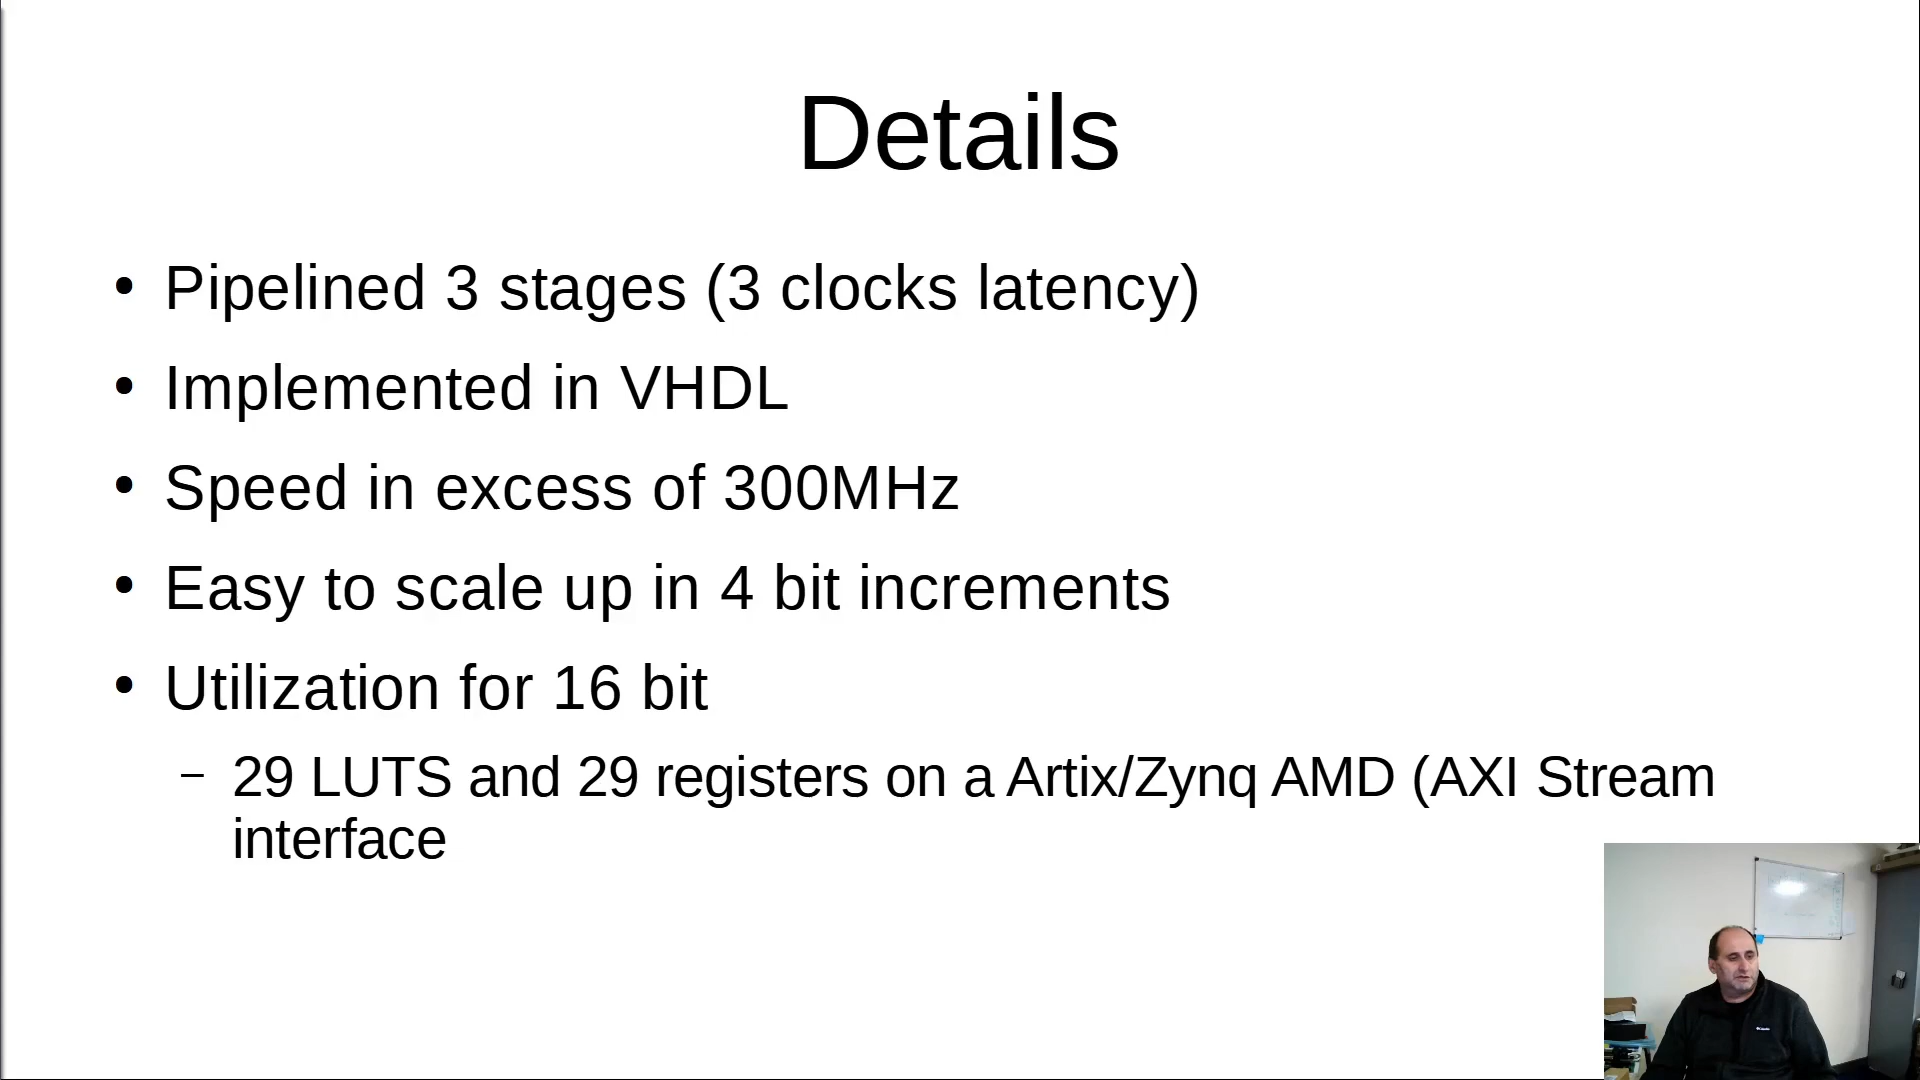 Details
• Pipelined 3 stages (3 clocks latency)
• Implemented in VHDL
• Speed in excess of 300MHz
• Easy to scale up in 4 bit increments
• Utilization for 16 bit
– 29 LUTS and 29 registers on a Artix/Zynq AMD (AXI Stream
interface